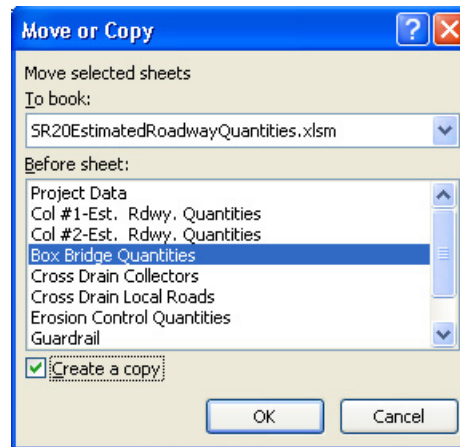 Move or Copy
Move selected sheets
To book:
SR20EstimatedRoadwayQuantities.xlsm
Before sheet:
Project Data
Col #1-Est. Rdwy. Quantities
Col #2-Est. Rdwy. Quantities
Box Bridge Quantities
Cross Drain Collectors
Cross Drain Local Roads
Erosion Control Quantities
Guardrail
Create a copy
OK Cancel